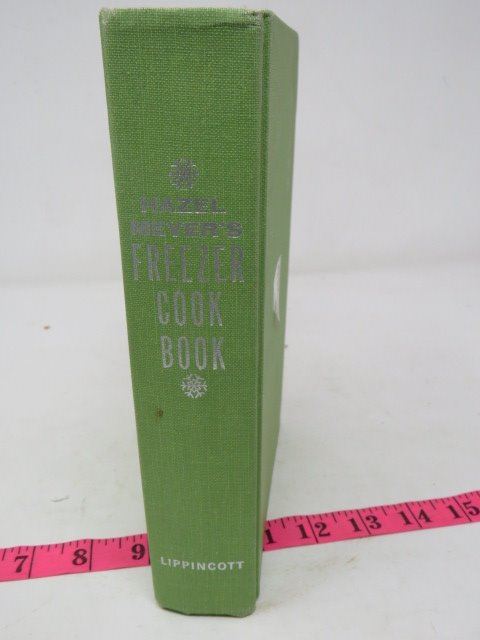 HAZEL
MEYER'S
FREEZER
COOK
BOOK
LIPPINCOTT
7 8 9 1 12 13 14 15